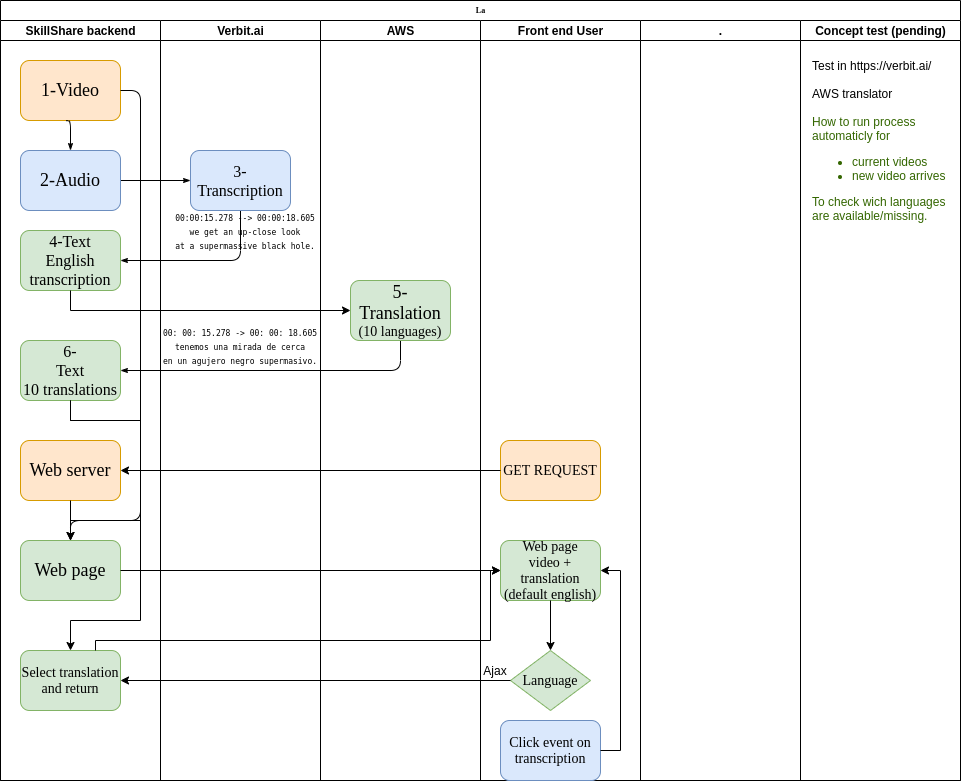 La
SkillShare backend
Verbit.ai
AWS
Front end User
.
Concept test (pending)
1-Video
2-Audio
3-
Transcription
00:00:15.278 --> 00:00:18.605
we get an up-close look
at a supermassive black hole.
4-Text
English
transcription
5-
Translation
(10 languages)
00: 00: 15.278 -> 00: 00: 18.605
tenemos una mirada de cerca
en un agujero negro supermasivo.
6-
Text
10 translations
Web server
GET REQUEST
Web page
Web page
video +
translation
(default english)
Select translation
and return
Ajax
Language
Click event on
transcription
Test in https://verbit.ai/
AWS translator
How to run process
automaticly for
• current videos
• new video arrives
To check wich languages
are available/missing.